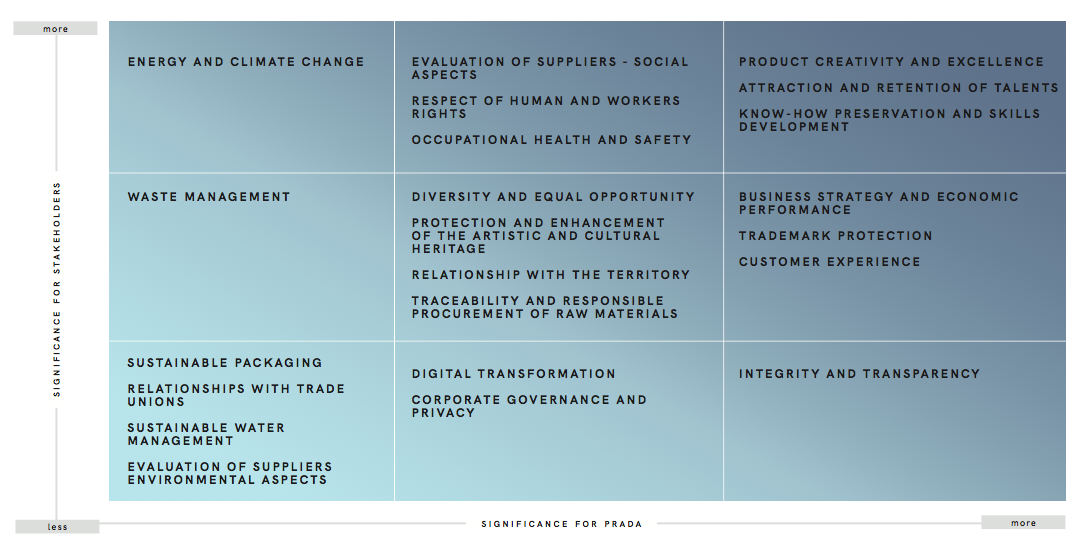 more
ENERGY AND CLIMATE CHANGE
EVALUATION OF SUPPLIERS - SOCIAL
ASPECTS
RESPECT OF HUMAN AND WORKERS
RIGHTS
OCCUPATIONAL HEALTH AND SAFETY
PRODUCT CREATIVITY AND EXCELLENCE
ATTRACTION AND RETENTION OF TALENTS
KNOW-HOW PRESERVATION AND SKILLS
DEVELOPMENT
SIGNIFICANCE FOR STAKEHOLDERS
WASTE MANAGEMENT
DIVERSITY AND EQUAL OPPORTUNITY
PROTECTION AND ENHANCEMENT
OF THE ARTISTIC AND CULTURAL
HERITAGE
RELATIONSHIP WITH THE TERRITORY
TRACEABILITY AND RESPONSIBLE
PROCUREMENT OF RAW MATERIALS
BUSINESS STRATEGY AND ECONOMIC
PERFORMANCE
TRADEMARK PROTECTION
CUSTOMER EXPERIENCE
SUSTAINABLE PACKAGING
RELATIONSHIPS WITH TRADE
UNIONS
SUSTAINABLE WATER
MANAGEMENT
EVALUATION OF SUPPLIERS
ENVIRONMENTAL ASPECTS
DIGITAL TRANSFORMATION
CORPORATE GOVERNANCE AND
PRIVACY
INTEGRITY AND TRANSPARENCY
less
SIGNIFICANCE FOR PRADA
more